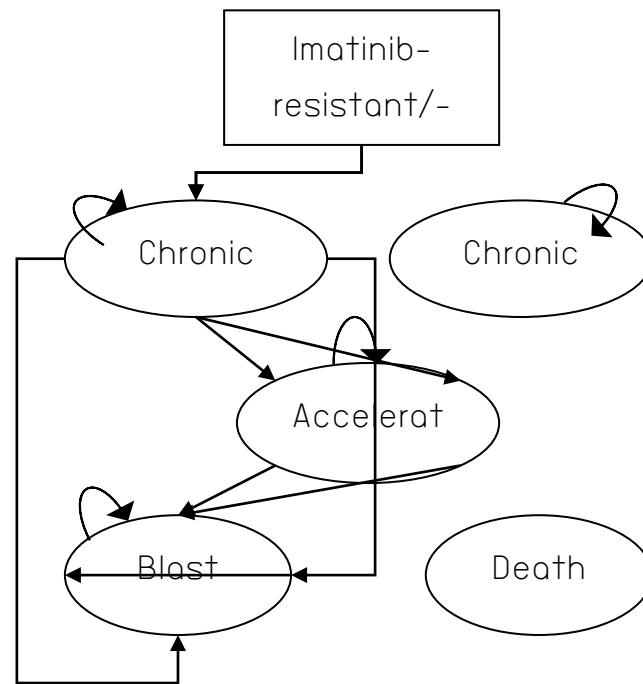 Imatinib-
resistant/-
Chronic
Chronic
Accelerat
Blast
Death